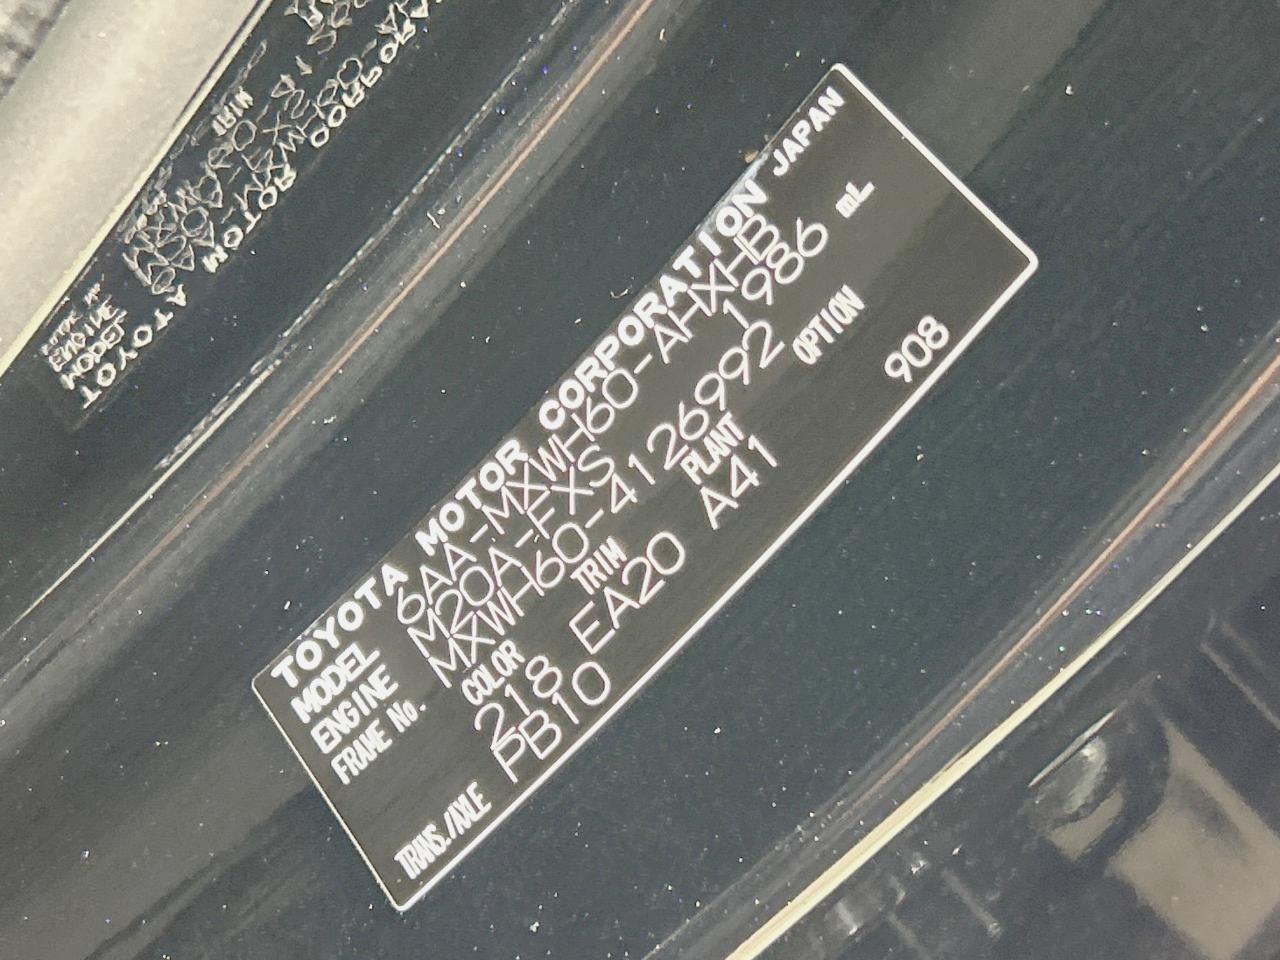 TOYOTA MOTOR CORPORATION JAPAN
MODEL 6AA-MXWH60-AHXHB
ENGINE M20A-FXS 1986 mL
FRAME No. MXWH60-4126992
COLOR TRIM PLANT OPTION
218 EA20 A41 908
TRANS./AXLE PB10